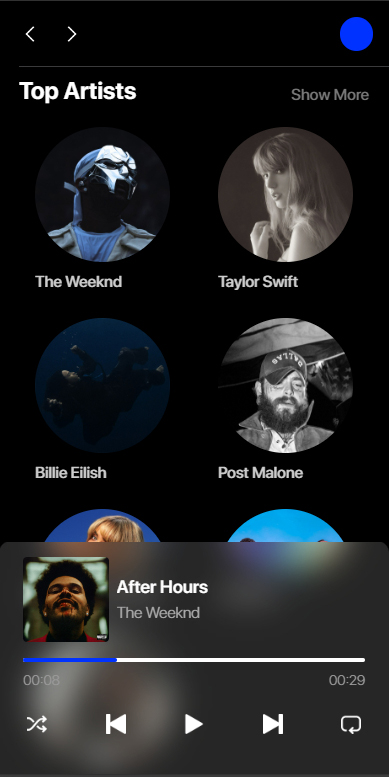 Top Artists
Show More
The Weeknd
Taylor Swift
Billie Eilish
Post Malone
After Hours
The Weeknd
00:08
00:29